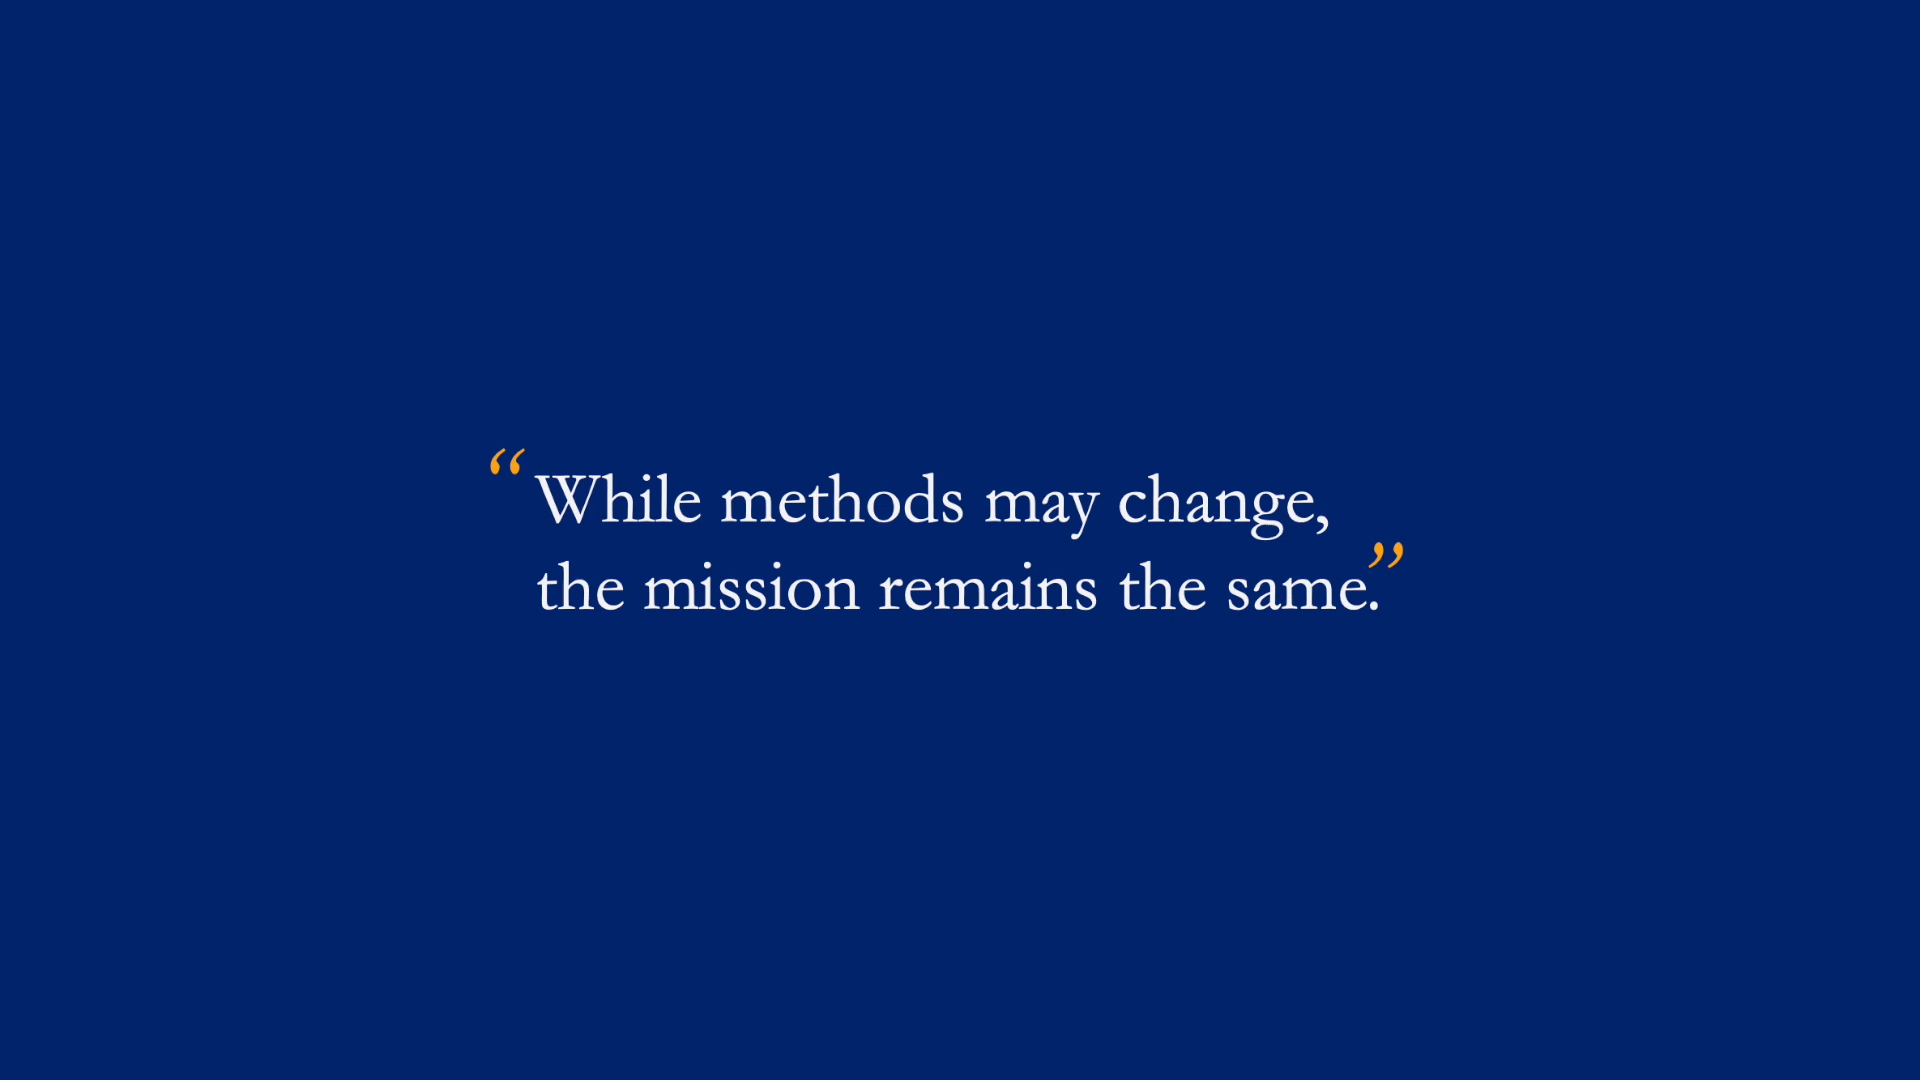 “While methods may change,
the mission remains the same.”